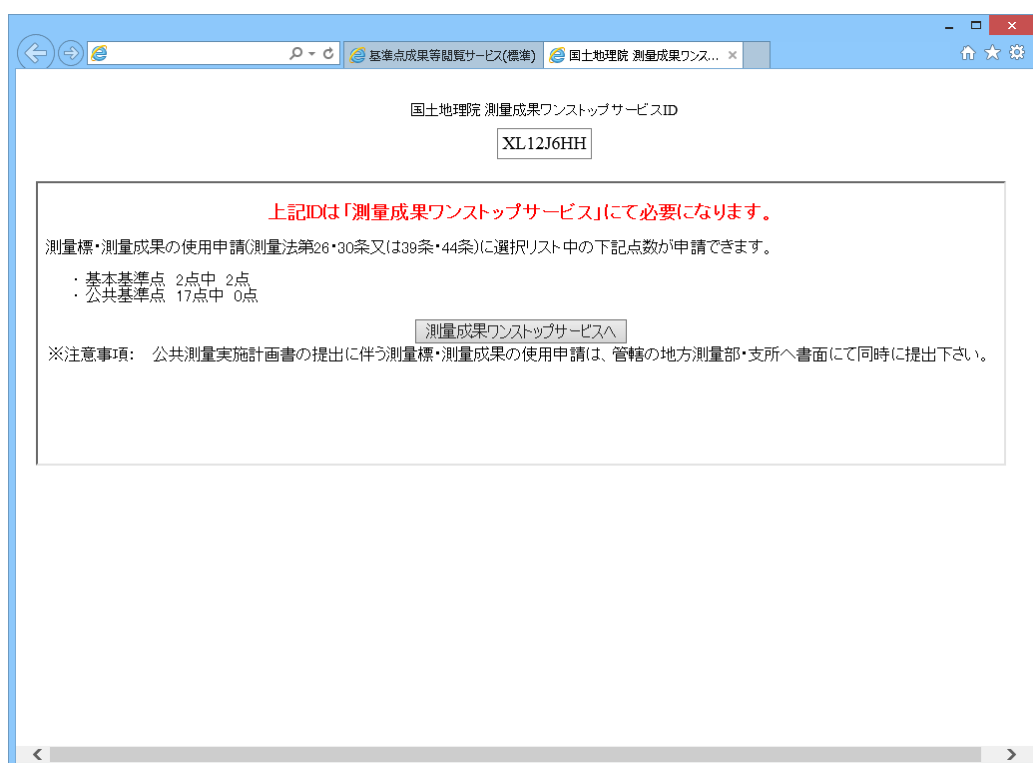 基準点成果等閲覧サービス(標準)
国土地理院 測量成果ワンス...
国土地理院 測量成果ワンストップサービスID
XL12J6HH
上記IDは「測量成果ワンストップサービス」にて必要になります。
測量標・測量成果の使用申請(測量法第26・30条又は39条・44条)に選択リスト中の下記点数が申請できます。
・基本基準点 2点中 2点
・公共基準点 17点中 0点
測量成果ワンストップサービスへ
※注意事項: 公共測量実施計画書の提出に伴う測量標・測量成果の使用申請は、管轄の地方測量部・支所へ書面にて同時に提出下さい。